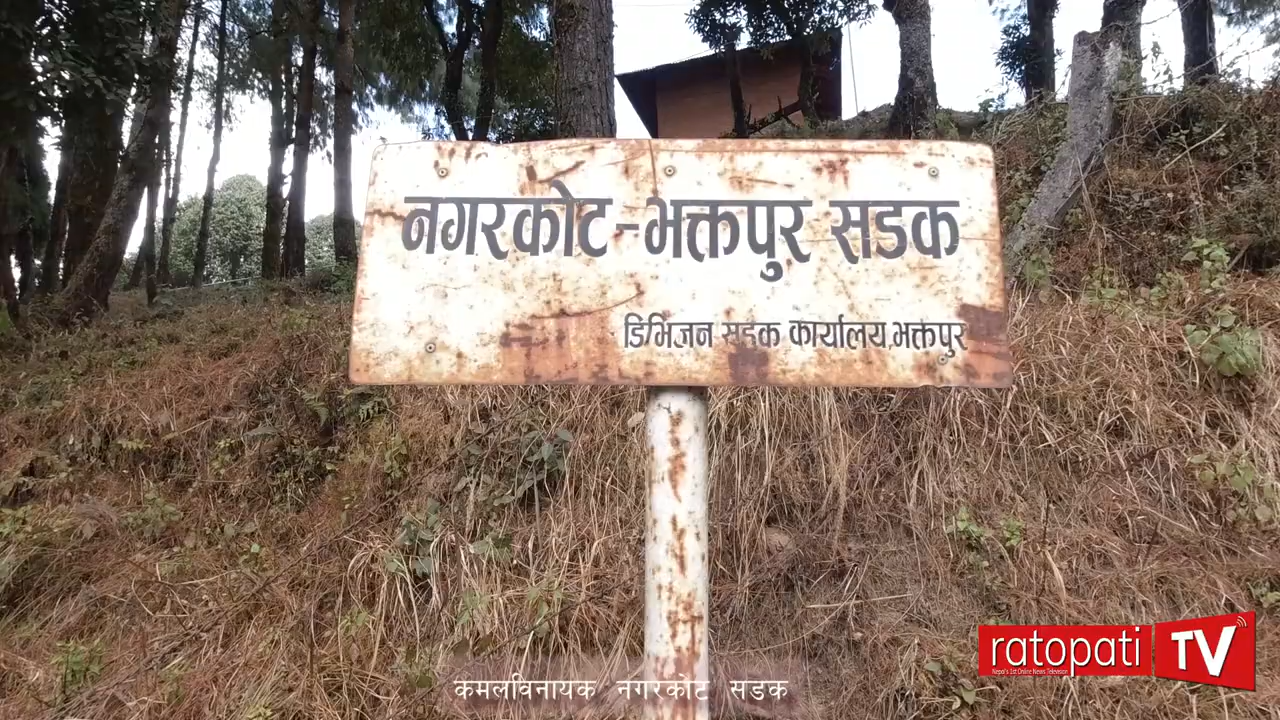 नगरकोट-भक्तपुर सडक
डिभिजन सडक कार्यालय,भक्तपुर
ratopati TV
Nepal's 1st Online News Television
कमलविनायक नगरकोट सडक